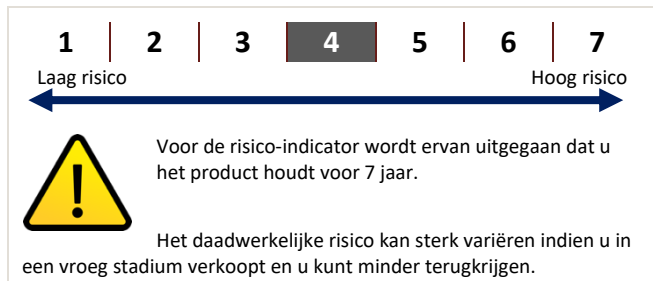 1 2 3 4 5 6 7
Laag risico Hoog risico
Voor de risico-indicator wordt ervan uitgegaan dat u
het product houdt voor 7 jaar.
Het daadwerkelijke risico kan sterk variëren indien u in
een vroeg stadium verkoopt en u kunt minder terugkrijgen.